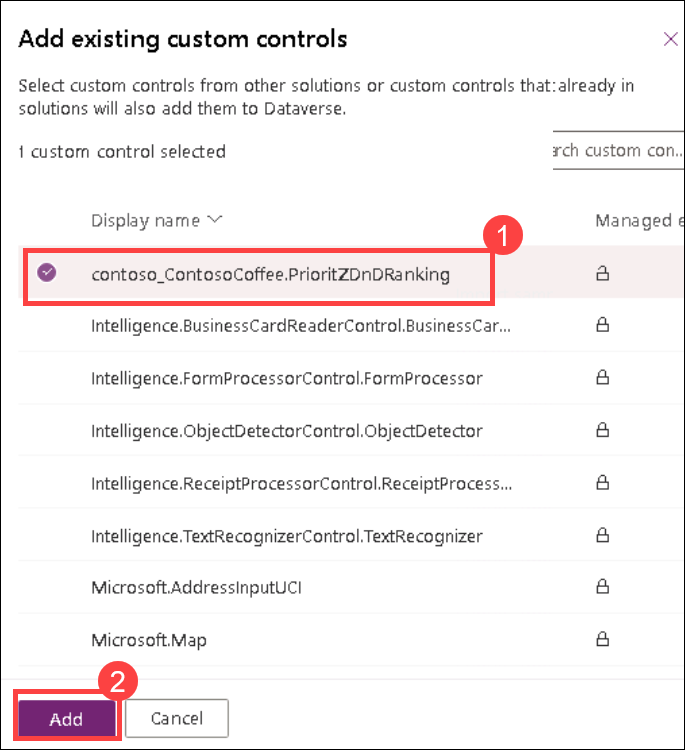 Add existing custom controls
Select custom controls from other solutions or custom controls that:already in
solutions will also add them to Dataverse.
1 custom control selected
rch custom con...
Display name
Managed e
1
contoso_ContosoCoffee.PrioritZDnDRanking
Intelligence.BusinessCardReaderControl.BusinessCar...
Intelligence.FormProcessorControl.FormProcessor
Intelligence.ObjectDetectorControl.ObjectDetector
Intelligence.ReceiptProcessorControl.ReceiptProcess...
Intelligence.TextRecognizerControl.TextRecognizer
Microsoft.AddressInputUCI
Microsoft.Map
2
Add
Cancel